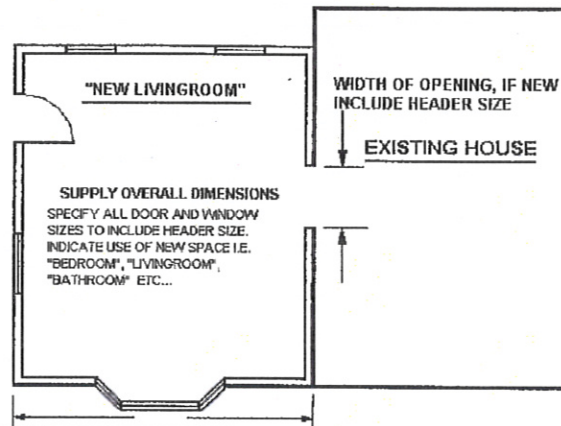 "NEW LIVINGROOM"
WIDTH OF OPENING, IF NEW
INCLUDE HEADER SIZE
EXISTING HOUSE
SUPPLY OVERALL DIMENSIONS
SPECIFY ALL DOOR AND WINDOW
SIZES TO INCLUDE HEADER SIZE.
INDICATE USE OF NEW SPACE I.E.
"BEDROOM", "LIVINGROOM",
"BATHROOM" ETC...